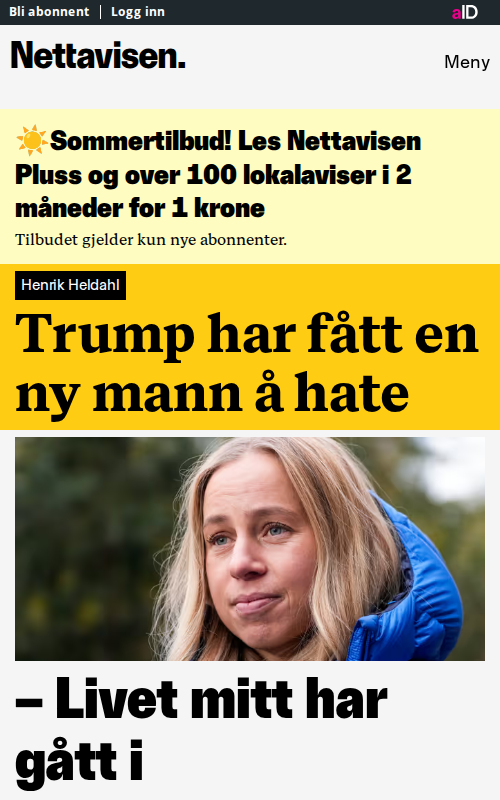 Bli abonnent | Logg inn
aID
Nettavisen.
Meny
☀️Sommertilbud! Les Nettavisen
Pluss og over 100 lokalaviser i 2
måneder for 1 krone
Tilbudet gjelder kun nye abonnenter.
Henrik Heldahl
Trump har fått en
ny mann å hate
– Livet mitt har
gått i